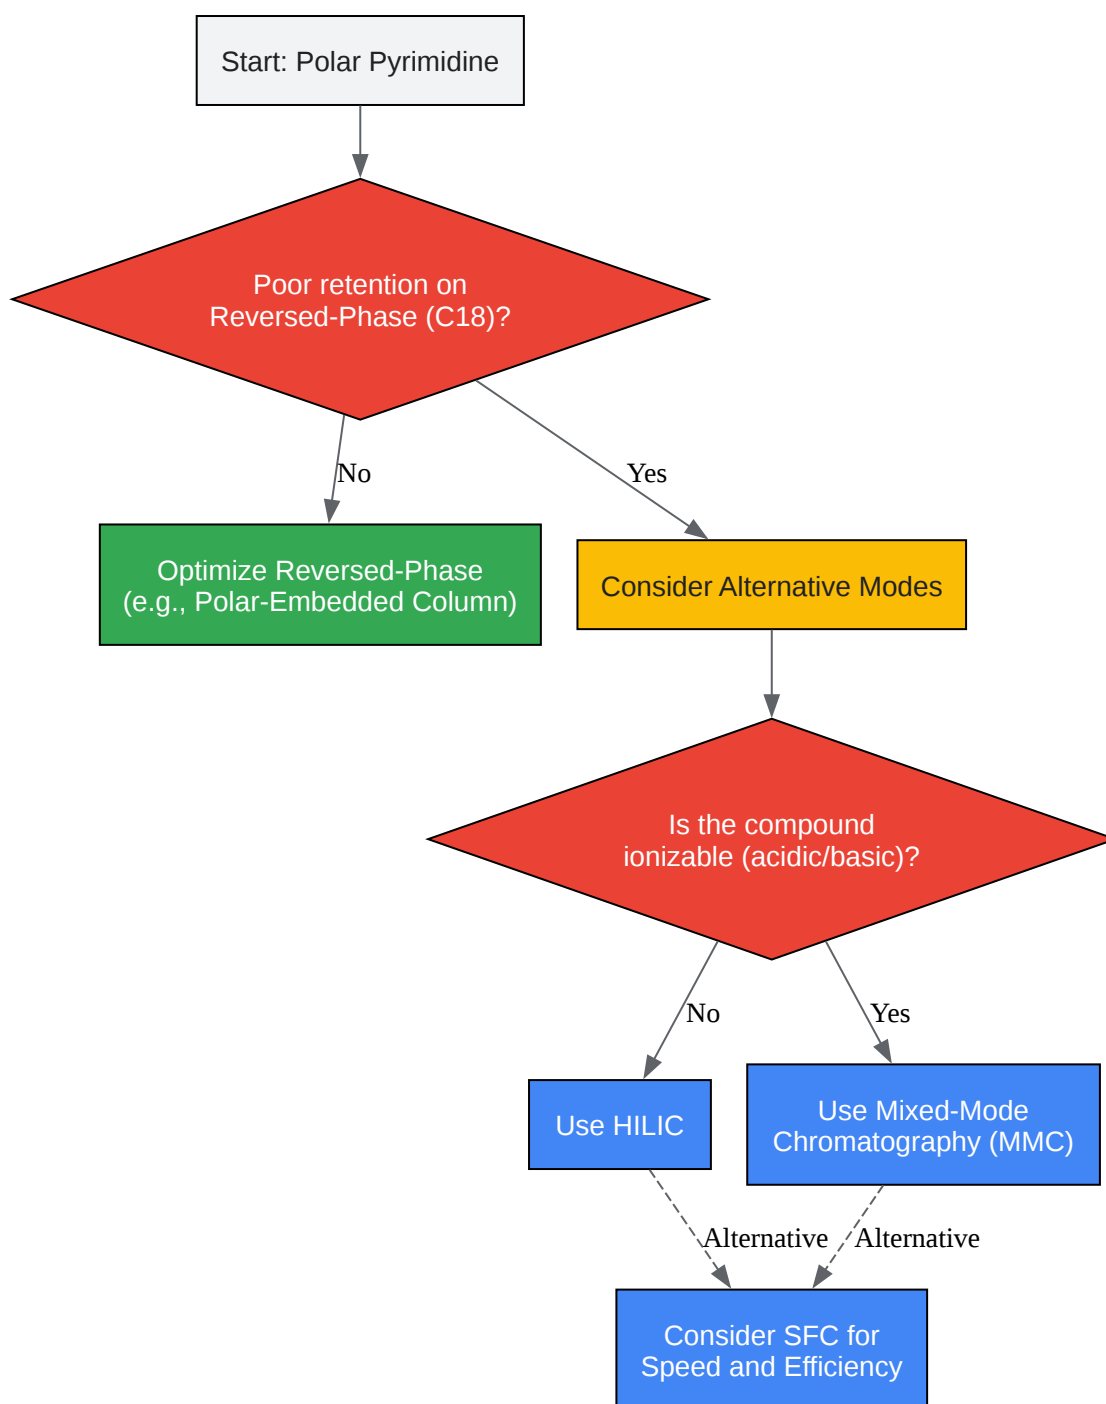 Start: Polar Pyrimidine
Poor retention on
Reversed-Phase (C18)?
No
Yes
Optimize Reversed-Phase
(e.g., Polar-Embedded Column)
Consider Alternative Modes
Is the compound
ionizable (acidic/basic)?
No
Yes
Use HILIC
Use Mixed-Mode
Chromatography (MMC)
Alternative
Alternative
Consider SFC for
Speed and Efficiency